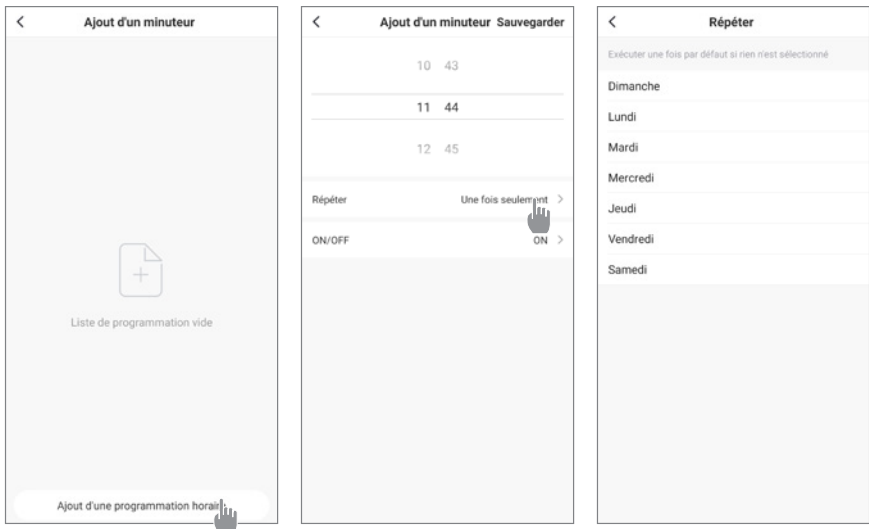 Ajout d'un minuteur
Liste de programmation vide
Ajout d'une programmation horaire
Ajout d'un minuteur Sauvegarder
10 43
11 44
12 45
Répéter Une fois seulement
ON/OFF ON
Répéter
Exécuter une fois par défaut si rien n'est sélectionné
Dimanche
Lundi
Mardi
Mercredi
Jeudi
Vendredi
Samedi